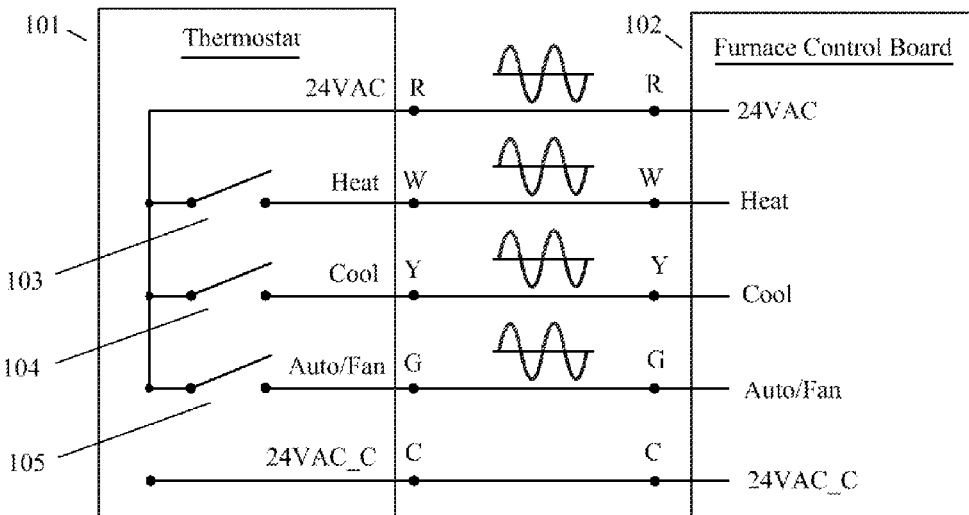 101
Thermostat
102
Furnace Control Board
24VAC R R 24VAC
Heat W W Heat
103
Cool Y Y Cool
104
Auto/Fan G G Auto/Fan
105
24VAC_C C C 24VAC_C